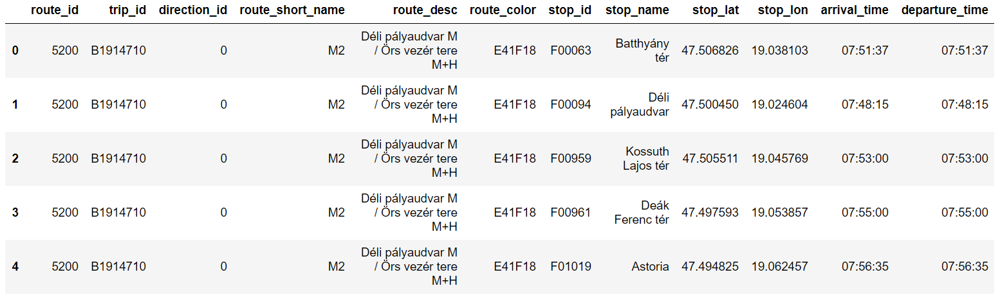 route_id trip_id direction_id route_short_name route_desc route_color stop_id stop_name stop_lat stop_lon arrival_time departure_time
0 5200 B1914710 0 M2 Déli pályaudvar M / Örs vezér tere M+H E41F18 F00063 Batthyány tér 47.506826 19.038103 07:51:37 07:51:37
1 5200 B1914710 0 M2 Déli pályaudvar M / Örs vezér tere M+H E41F18 F00094 Déli pályaudvar 47.500450 19.024604 07:48:15 07:48:15
2 5200 B1914710 0 M2 Déli pályaudvar M / Örs vezér tere M+H E41F18 F00959 Kossuth Lajos tér 47.505511 19.045769 07:53:00 07:53:00
3 5200 B1914710 0 M2 Déli pályaudvar M / Örs vezér tere M+H E41F18 F00961 Deák Ferenc tér 47.497593 19.053857 07:55:00 07:55:00
4 5200 B1914710 0 M2 Déli pályaudvar M / Örs vezér tere M+H E41F18 F01019 Astoria 47.494825 19.062457 07:56:35 07:56:35